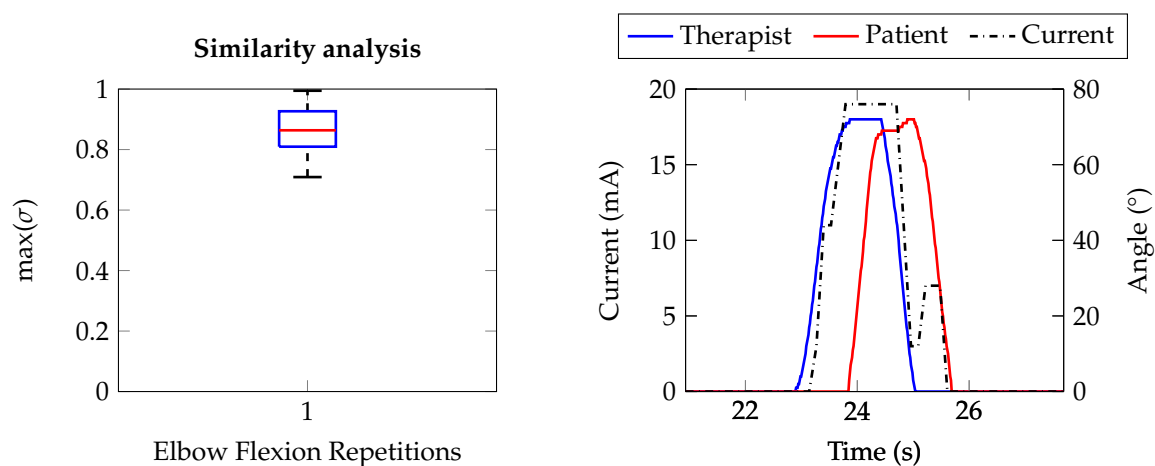 Similarity analysis
max(σ)
1
0.8
0.6
0.4
0.2
0
1
Elbow Flexion Repetitions
Therapist Patient Current
Current (mA)
20
15
10
5
0
80
60
40
20
0
Angle (°)
22 24 26
Time (s)